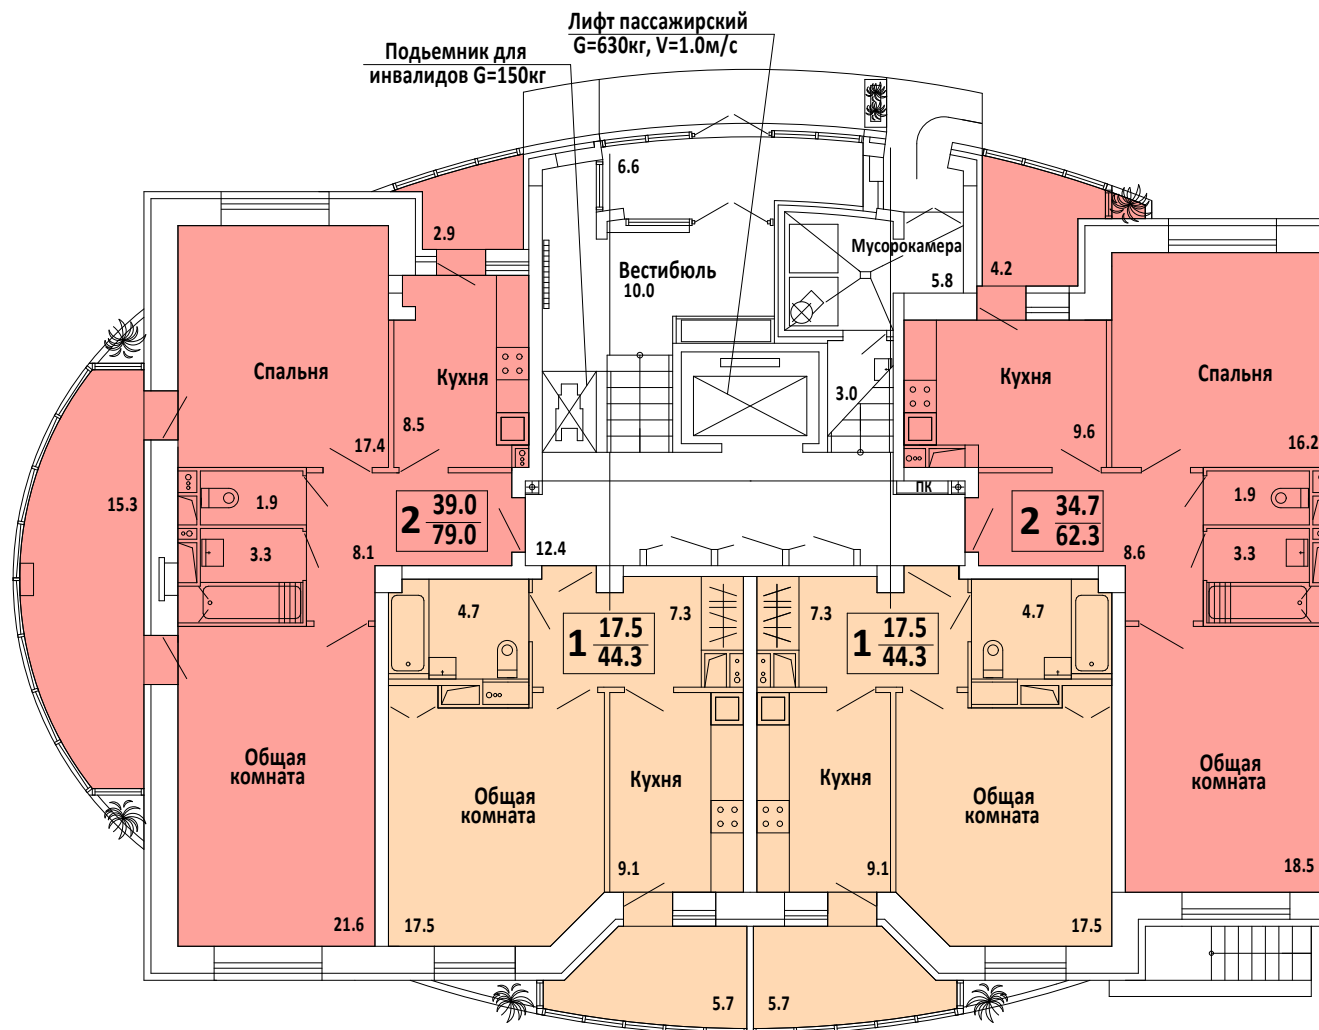 Лифт пассажирский
G=630кг, V=1.0м/с
Подьемник для
инвалидов G=150кг
6.6
2.9
Вестибюль
10.0
Мусорокамера
5.8
4.2
Спальня
17.4
Кухня
8.5
3.0
Кухня
9.6
Спальня
16.2
15.3
1.9
3.3
8.1
2 39.0
79.0
12.4
ПК
2 34.7
62.3
8.6
1.9
3.3
4.7
1 17.5
44.3
7.3
7.3
1 17.5
44.3
4.7
Общая
комната
21.6
Общая
комната
17.5
Кухня
9.1
Кухня
9.1
Общая
комната
17.5
Общая
комната
18.5
5.7
5.7